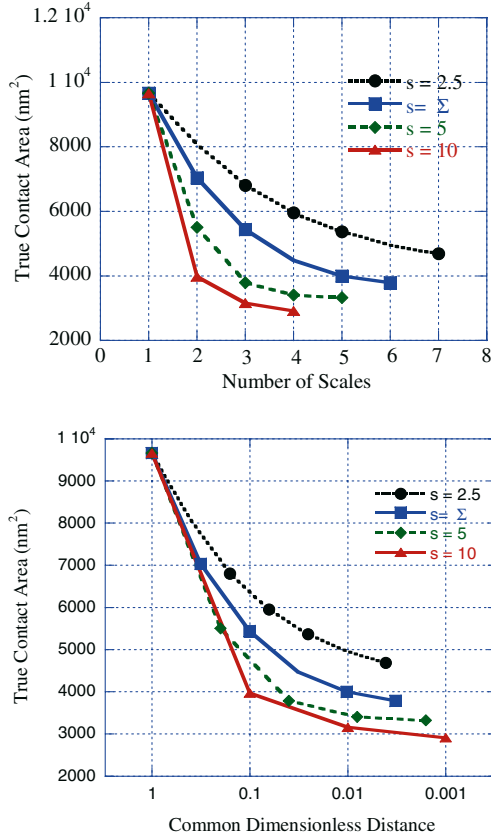 1.2 10⁴
1 10⁴
8000
6000
4000
2000
0 1 2 3 4 5 6 7 8
True Contact Area (nm²)
Number of Scales
s = 2.5
s= Σ
s = 5
s = 10
1 10⁴
9000
8000
7000
6000
5000
4000
3000
2000
1 0.1 0.01 0.001
True Contact Area (nm²)
Common Dimensionless Distance
s = 2.5
s= Σ
s = 5
s = 10